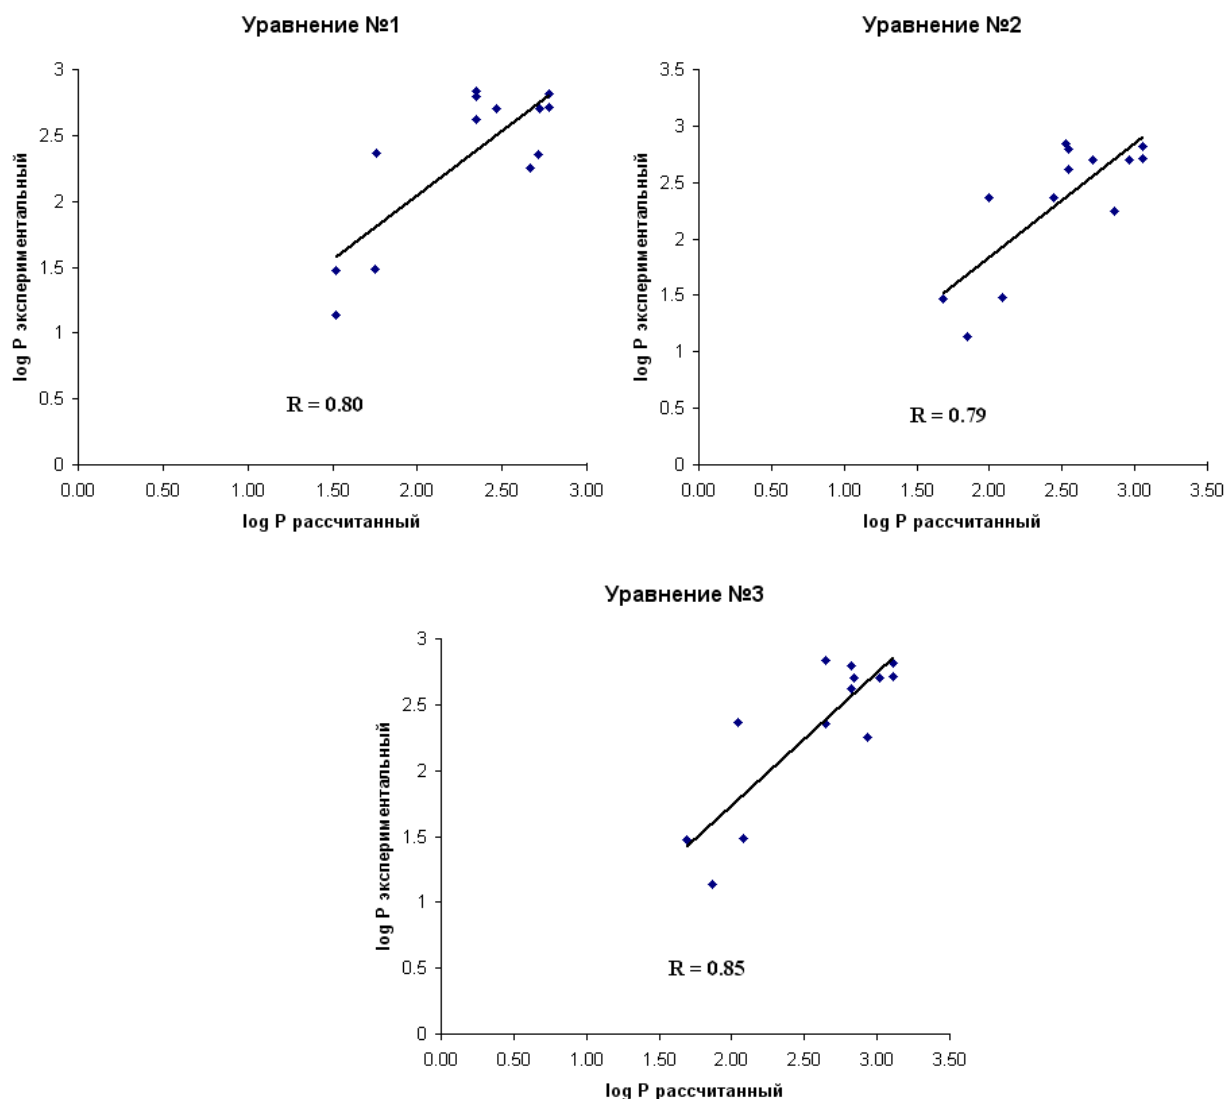 Уравнение №1
3
2.5
2
1.5
1
0.5
0
0.00 0.50 1.00 1.50 2.00 2.50 3.00
log P экспериментальный
log P рассчитанный
R = 0.80
Уравнение №2
3.5
3
2.5
2
1.5
1
0.5
0
0.00 0.50 1.00 1.50 2.00 2.50 3.00 3.50
log P экспериментальный
log P рассчитанный
R = 0.79
Уравнение №3
3
2.5
2
1.5
1
0.5
0
0.00 0.50 1.00 1.50 2.00 2.50 3.00 3.50
log P экспериментальный
log P рассчитанный
R = 0.85